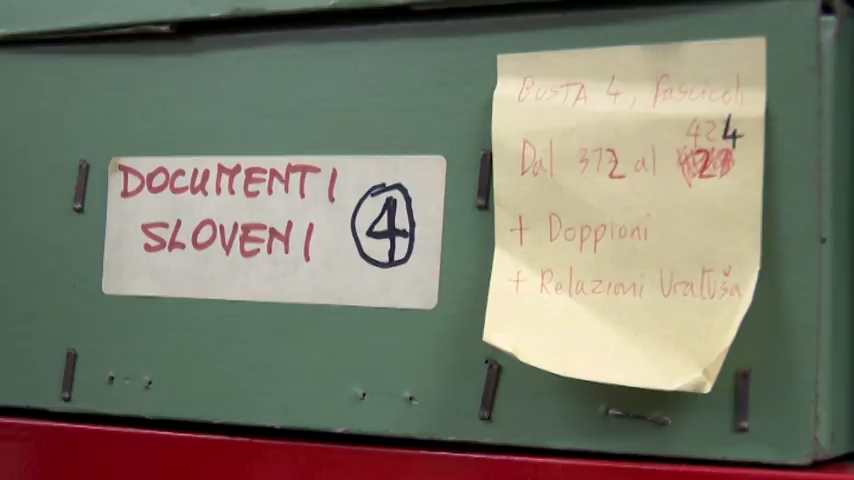 DOCUMENTI
SLOVENI 4
BUSTA 4, Fascicoli
424
Dal 372 al
+ Doppioni
+ Relazioni Vratuša